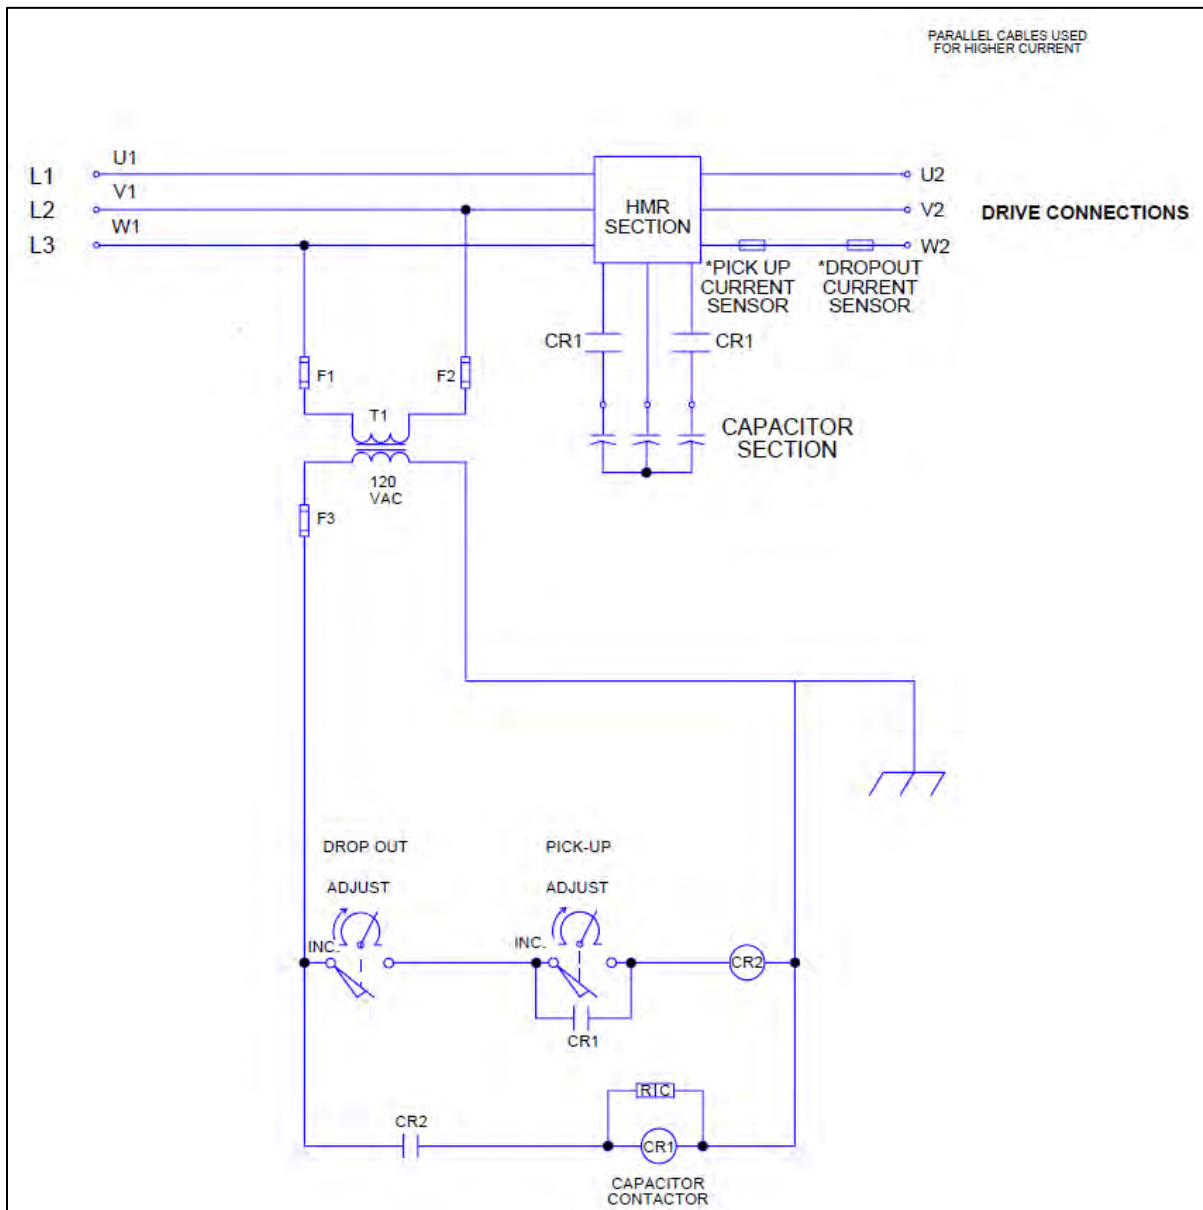 PARALLEL CABLES USED
FOR HIGHER CURRENT
U1
L1
U2
V1
L2
HMR
SECTION
V2
DRIVE CONNECTIONS
W1
L3
W2
*PICK UP
CURRENT
SENSOR
*DROPOUT
CURRENT
SENSOR
CR1
CR1
F1
F2
T1
CAPACITOR
SECTION
120
VAC
F3
DROP OUT
PICK-UP
ADJUST
ADJUST
INC.
INC.
CR2
CR1
RTC
CR2
CR1
CAPACITOR
CONTACTOR